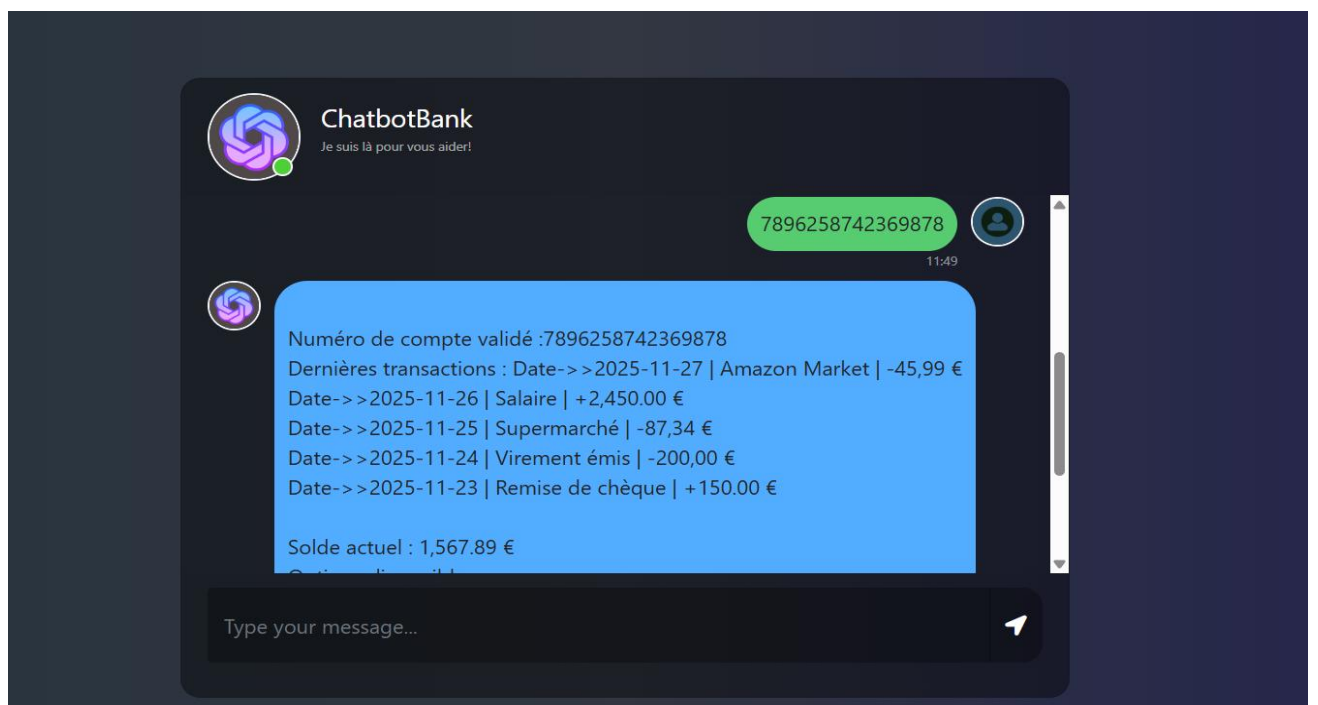 ChatbotBank
Je suis là pour vous aider!
7896258742369878
11:49
Numéro de compte validé :7896258742369878
Dernières transactions : Date->>2025-11-27 | Amazon Market | -45,99 €
Date->>2025-11-26 | Salaire | +2,450.00 €
Date->>2025-11-25 | Supermarché | -87,34 €
Date->>2025-11-24 | Virement émis | -200,00 €
Date->>2025-11-23 | Remise de chèque | +150.00 €
Solde actuel : 1,567.89 €
Type your message...